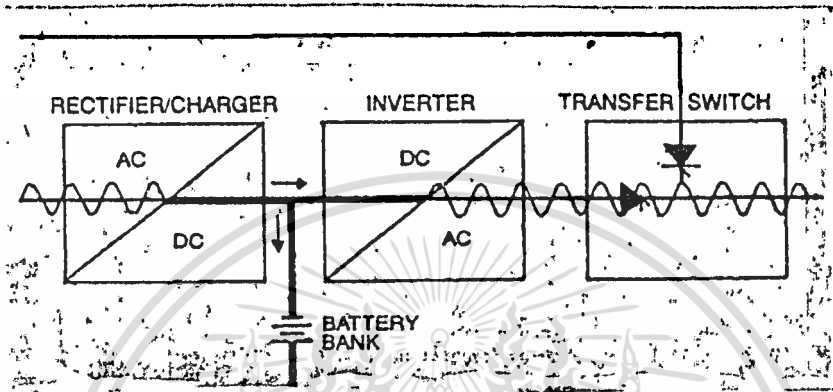 RECTIFIER/CHARGER
INVERTER
TRANSFER SWITCH
AC
DC
DC
AC
BATTERY
BANK